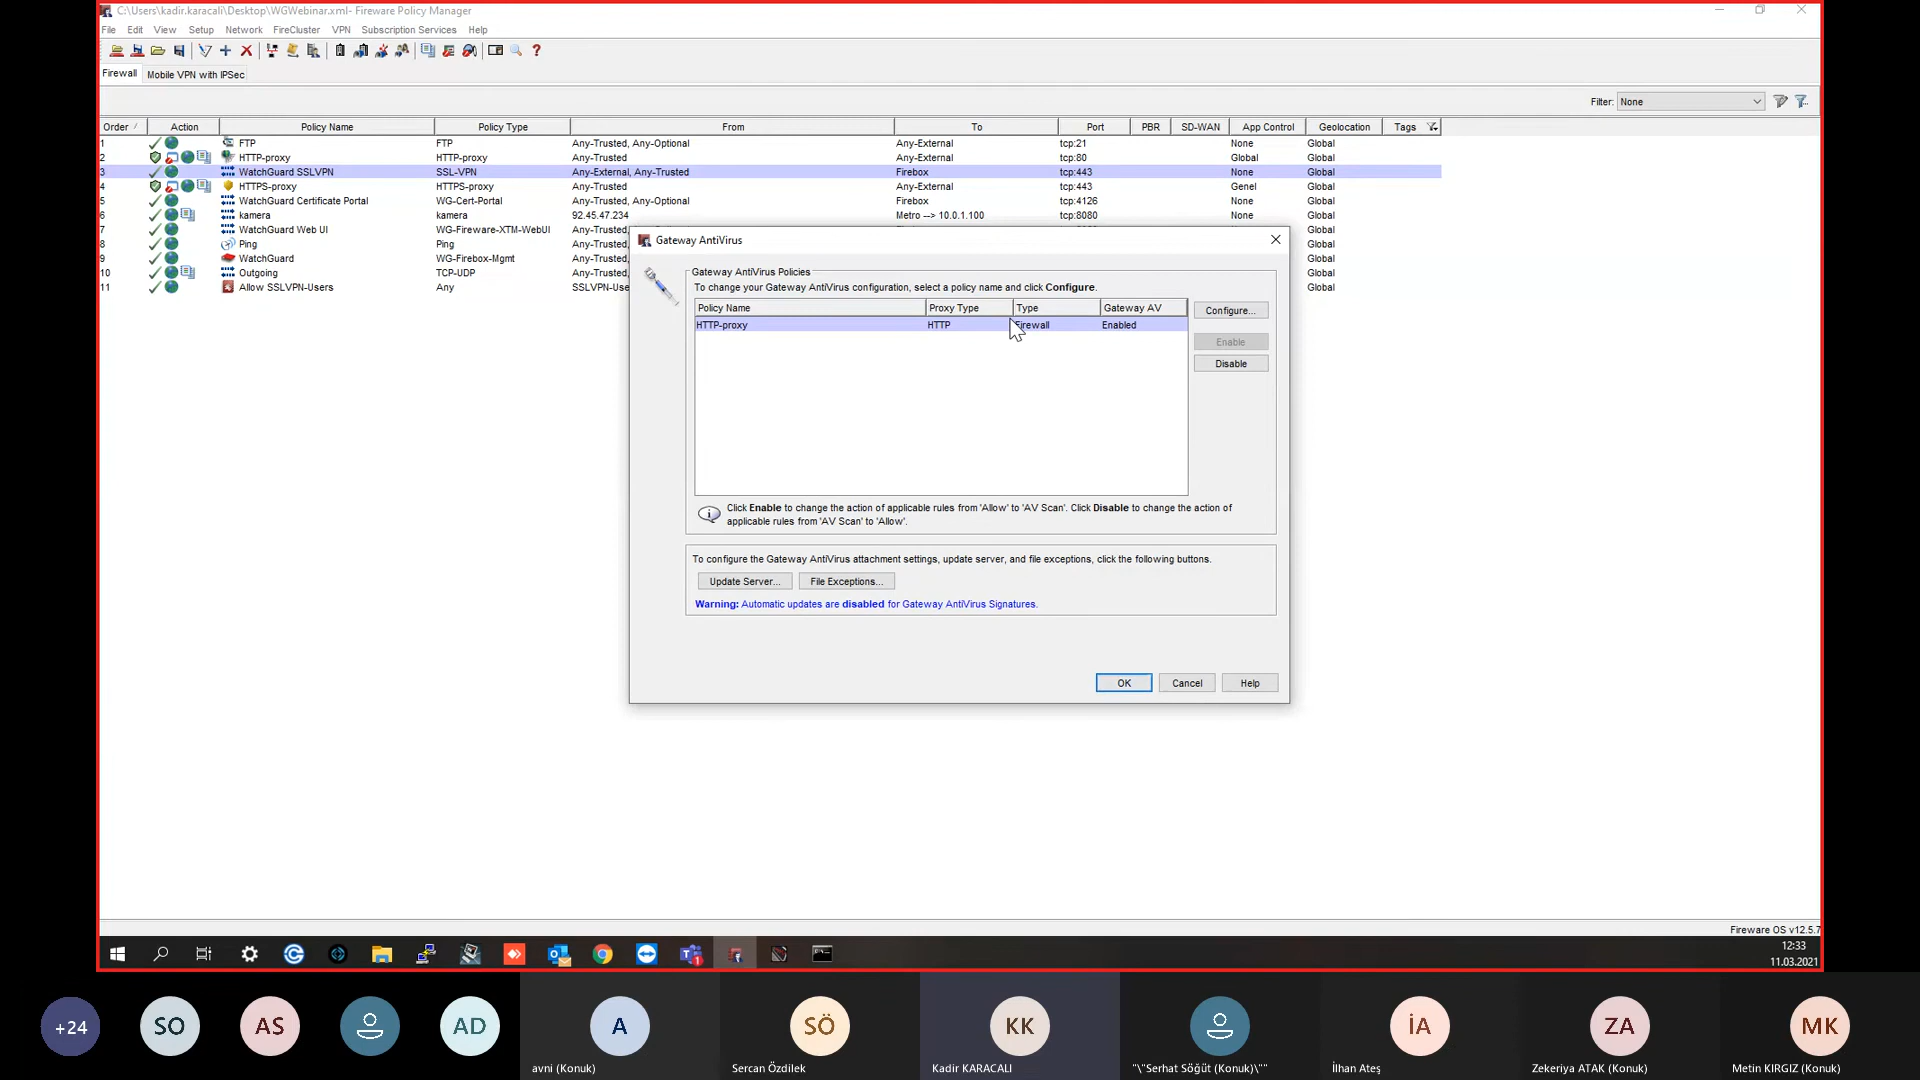 C:\Users\kadir.karacali\Desktop\WGWebinar.xml- Fireware Policy Manager
File Edit View Setup Network FireCluster VPN Subscription Services Help
Firewall Mobile VPN with IPSec
Filter: None
Order / Action Policy Name Policy Type From To Port PBR SD-WAN App Control Geolocation Tags
1 FTP FTP Any-Trusted, Any-Optional Any-External tcp:21 None Global
2 HTTP-proxy HTTP-proxy Any-Trusted Any-External tcp:80 Global Global
3 WatchGuard SSLVPN SSL-VPN Any-External, Any-Trusted Firebox tcp:443 None Global
4 HTTPS-proxy HTTPS-proxy Any-Trusted Any-External tcp:443 Genel Global
5 WatchGuard Certificate Portal WG-Cert-Portal Any-Trusted, Any-Optional Firebox tcp:4126 None Global
6 kamera kamera 92.45.47.234 Metro --> 10.0.1.100 tcp:8080 None Global
7 WatchGuard Web UI WG-Fireware-XTM-WebUI Any-Trusted, Global
8 Ping Ping Any-Trusted, Global
9 WatchGuard WG-Firebox-Mgmt Any-Trusted, Global
10 Outgoing TCP-UDP Any-Trusted, Global
11 Allow SSLVPN-Users Any SSLVPN-Use Global
Gateway AntiVirus
Gateway AntiVirus Policies
To change your Gateway AntiVirus configuration, select a policy name and click Configure.
Policy Name Proxy Type Type Gateway AV
HTTP-proxy HTTP Firewall Enabled
Configure...
Enable
Disable
Click Enable to change the action of applicable rules from 'Allow' to 'AV Scan'. Click Disable to change the action of
applicable rules from 'AV Scan' to 'Allow'.
To configure the Gateway AntiVirus attachment settings, update server, and file exceptions, click the following buttons.
Update Server... File Exceptions...
Warning: Automatic updates are disabled for Gateway AntiVirus Signatures.
OK Cancel Help
Fireware OS v12.5.7
12:33
11.03.2021
+24 SO AS AD A SÖ KK İA ZA MK
avni (Konuk) Sercan Özdilek Kadir KARACALI "\"Serhat Söğüt (Konuk)\"" İlhan Ateş Zekeriya ATAK (Konuk) Metin KIRGIZ (Konuk)